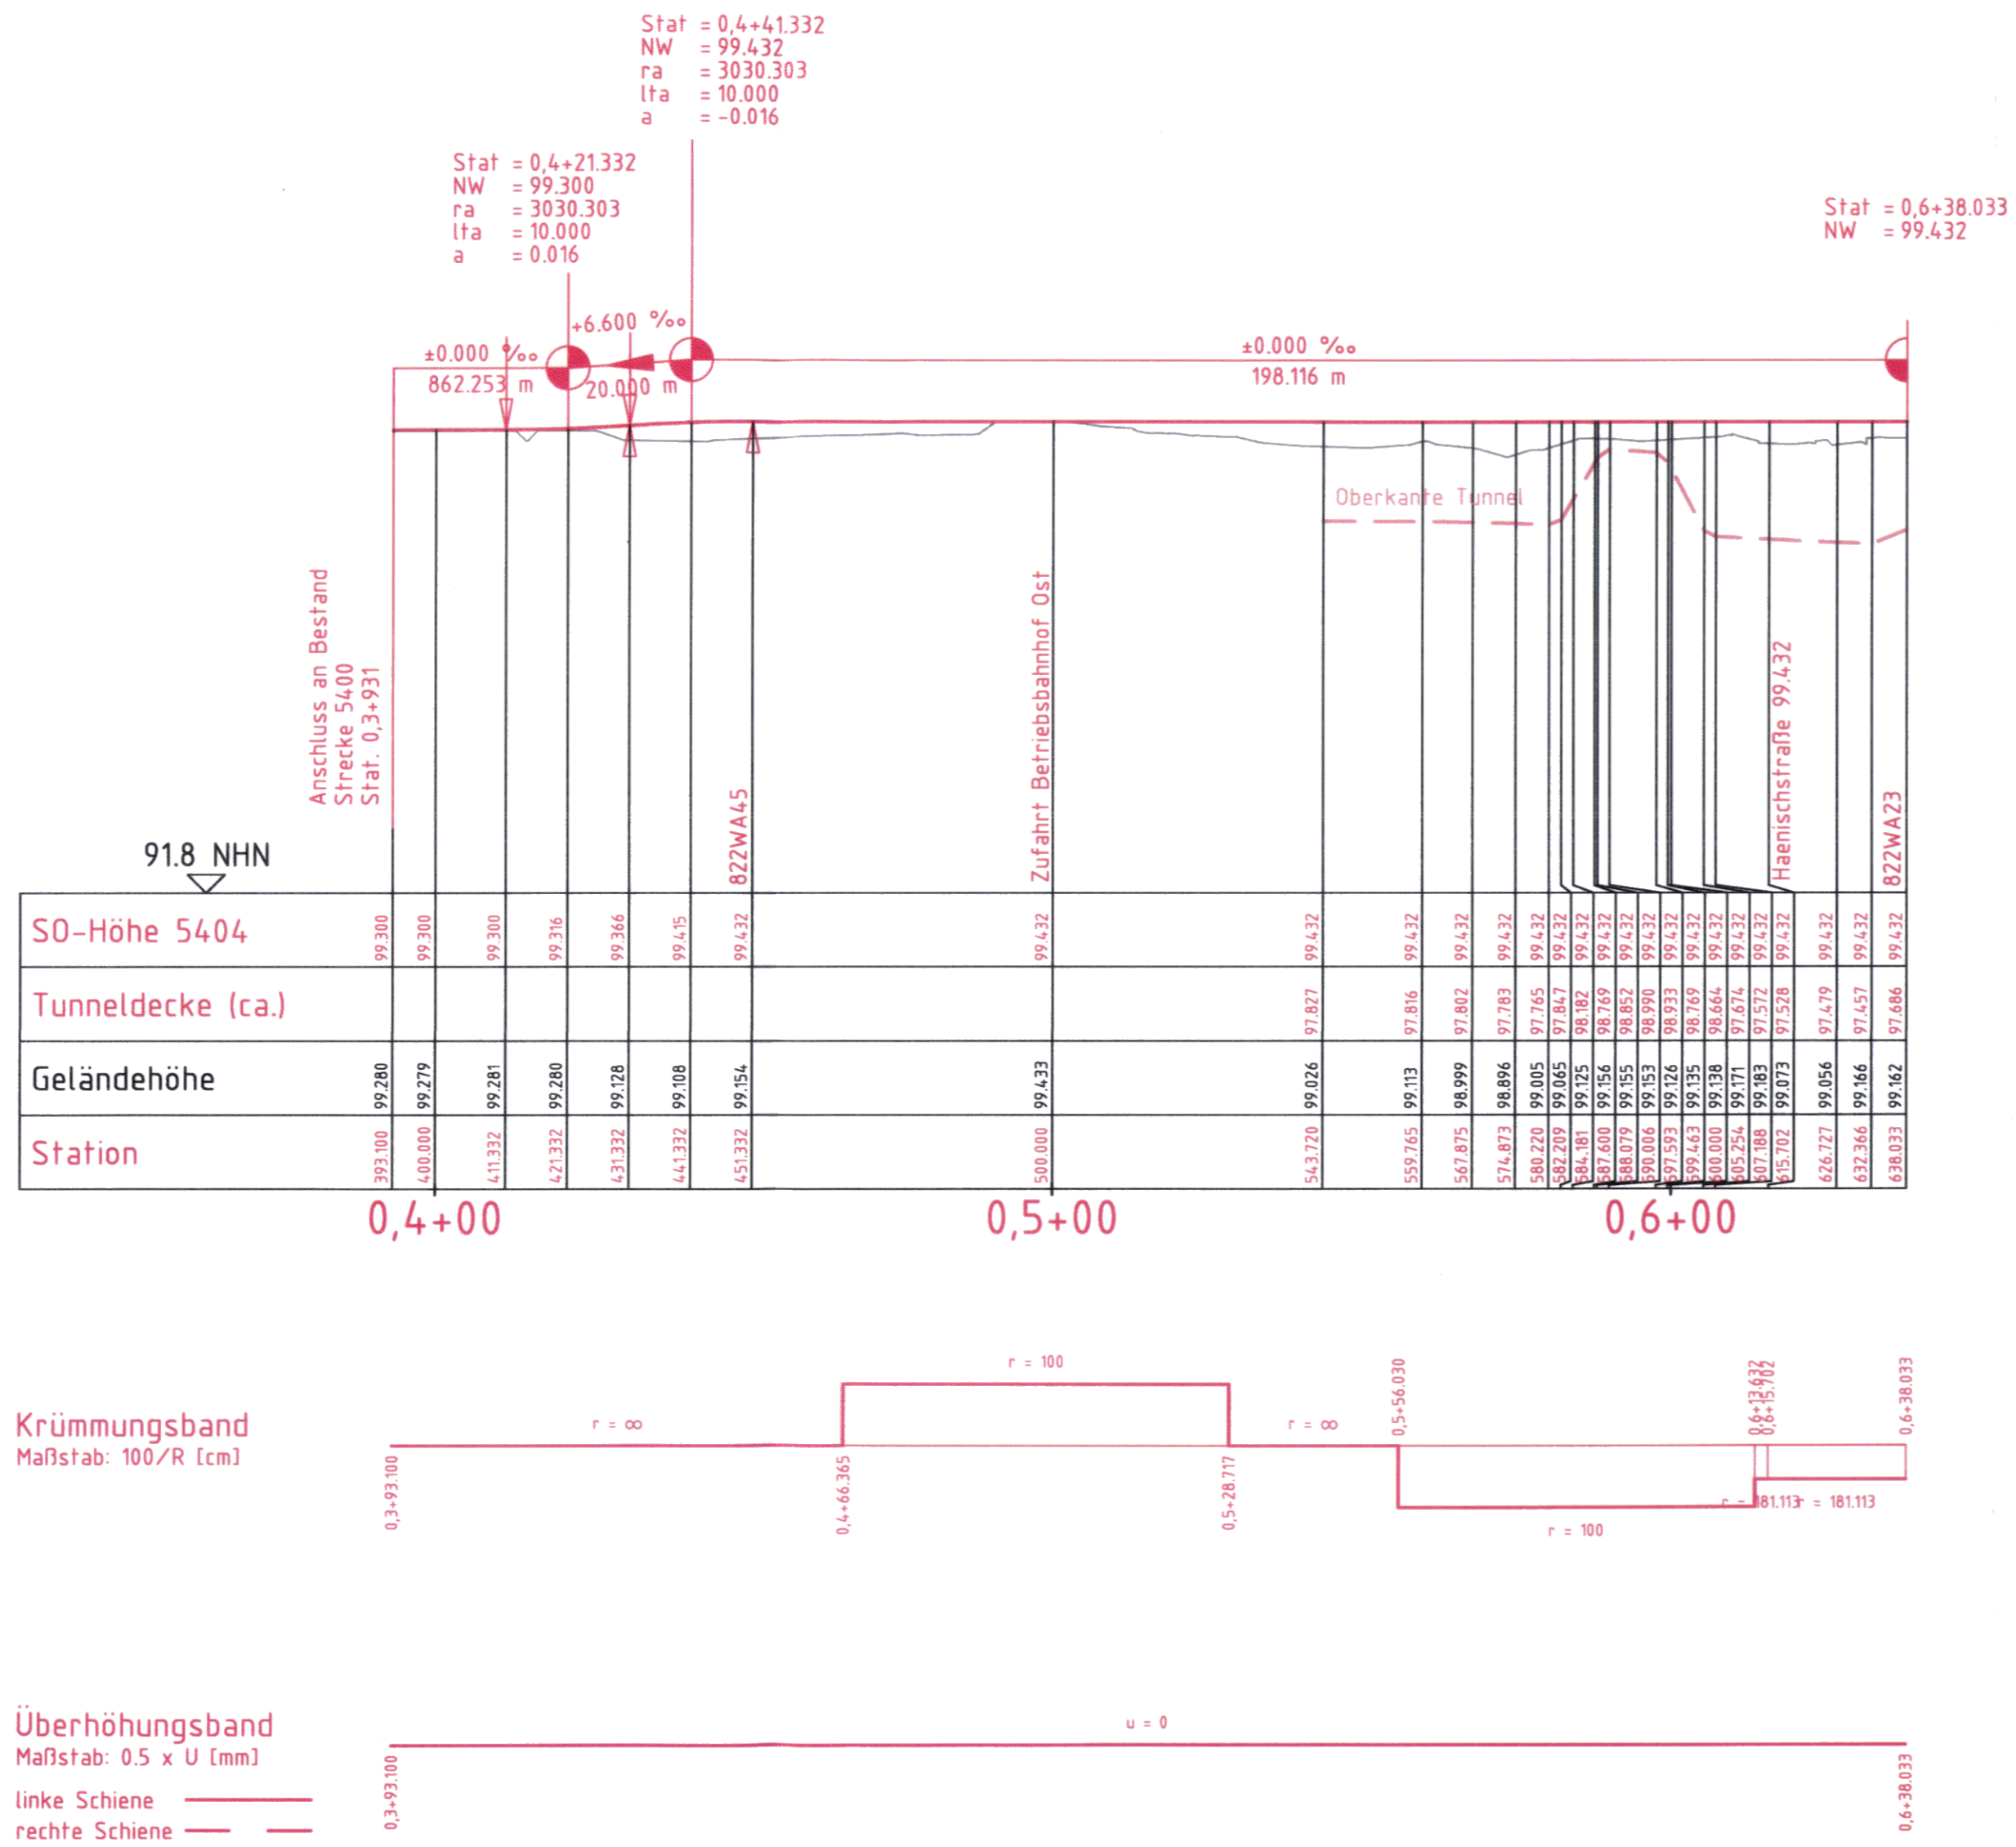 Stat = 0,4+41.332
NW = 99.432
ra = 3030.303
lta = 10.000
a = -0.016
Stat = 0,4+21.332
NW = 99.300
ra = 3030.303
lta = 10.000
a = 0.016
Stat = 0,6+38.033
NW = 99.432
±0.000 ‰
862.253 m
+6.600 ‰
20.000 m
±0.000 ‰
198.116 m
Oberkante Tunnel
Anschluss an Bestand
Strecke 5400
Stat. 0,3+931
822WA45
Zufahrt Betriebsbahnhof Ost
Haenischstraße 99.432
822WA23
91.8 NHN
SO-Höhe 5404 99.300 99.300 99.300 99.316 99.366 99.415 99.432 99.432 99.432 99.432 99.432 99.432 99.432 99.432 99.432 99.432 99.432 99.432 99.432 99.432 99.432 99.432 99.432 99.432 99.432 99.432 99.432
Tunneldecke (ca.) 97.827 97.816 97.802 97.783 97.765 97.847 98.182 98.769 98.852 98.990 98.933 98.769 98.664 97.674 97.572 97.528 97.479 97.457 97.686
Geländehöhe 99.280 99.279 99.281 99.280 99.128 99.108 99.154 99.433 99.026 99.113 98.999 98.896 99.005 99.065 99.125 99.156 99.155 99.153 99.126 99.135 99.138 99.171 99.183 99.073 99.056 99.166 99.162
Station 393.100 400.000 411.332 421.332 431.332 441.332 451.332 500.000 543.720 559.765 567.875 574.873 580.220 582.209 584.181 587.600 588.079 590.006 597.593 599.463 600.000 605.254 607.188 615.702 626.727 632.366 638.033
0,4+00 0,5+00 0,6+00
Krümmungsband
Maßstab: 100/R [cm]
r = ∞
r = 100
r = ∞
r = 100
r = 181.113
r = 181.113
0,3+93.100
0,4+66.365
0,5+28.717
0,5+56.030
0,6+13.632
0,6+15.702
0,6+38.033
Überhöhungsband
Maßstab: 0.5 x U [mm]
u = 0
0,3+93.100
0,6+38.033
linke Schiene
rechte Schiene